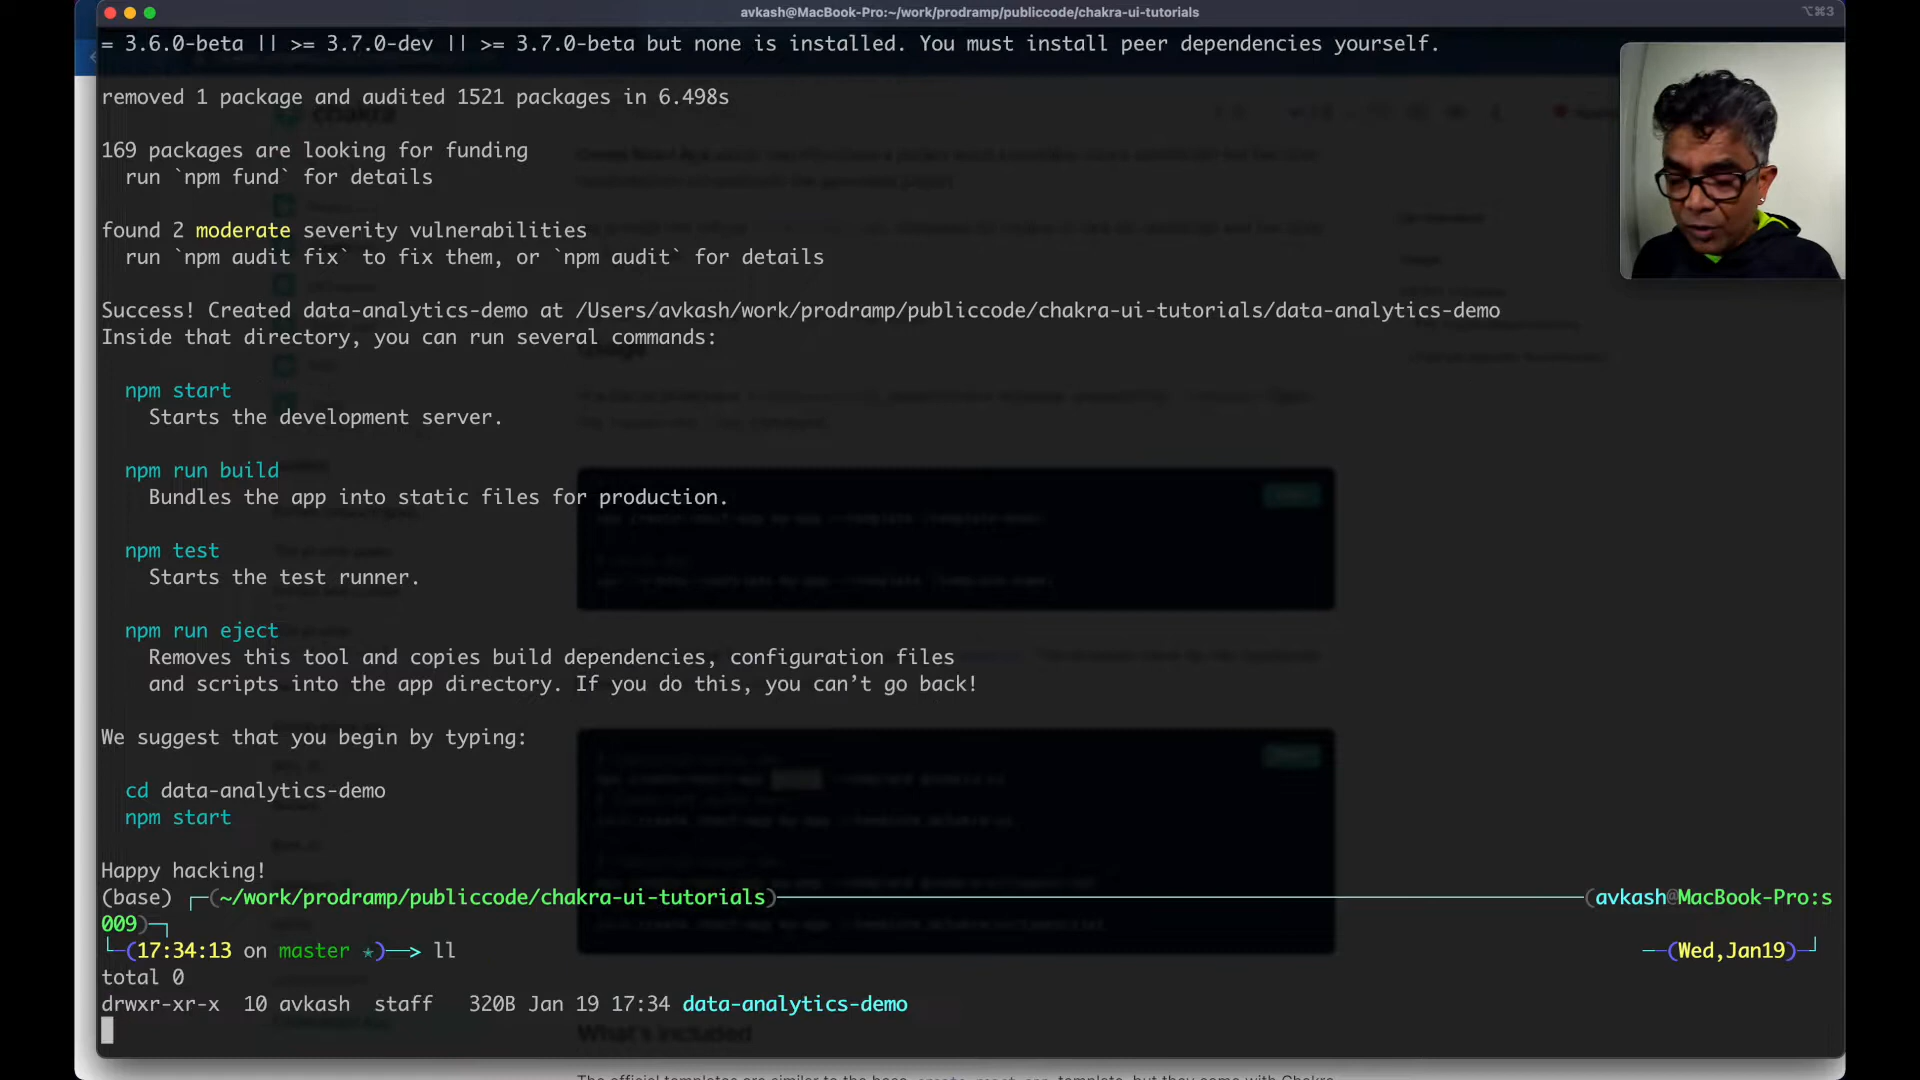 avkash@MacBook-Pro:~/work/prodramp/publiccode/chakra-ui-tutorials
⌥⌘3
= 3.6.0-beta || >= 3.7.0-dev || >= 3.7.0-beta but none is installed. You must install peer dependencies yourself.
removed 1 package and audited 1521 packages in 6.498s
169 packages are looking for funding
run `npm fund` for details
found 2 moderate severity vulnerabilities
run `npm audit fix` to fix them, or `npm audit` for details
Success! Created data-analytics-demo at /Users/avkash/work/prodramp/publiccode/chakra-ui-tutorials/data-analytics-demo
Inside that directory, you can run several commands:
npm start
Starts the development server.
npm run build
Bundles the app into static files for production.
npm test
Starts the test runner.
npm run eject
Removes this tool and copies build dependencies, configuration files
and scripts into the app directory. If you do this, you can’t go back!
We suggest that you begin by typing:
cd data-analytics-demo
npm start
Happy hacking!
(base) ┌─(~/work/prodramp/publiccode/chakra-ui-tutorials)─(avkash@MacBook-Pro:s
009)─┐
└─(17:34:13 on master ✭)──> ll ─(Wed,Jan19)─┘
total 0
drwxr-xr-x 10 avkash staff 320B Jan 19 17:34 data-analytics-demo
What's included